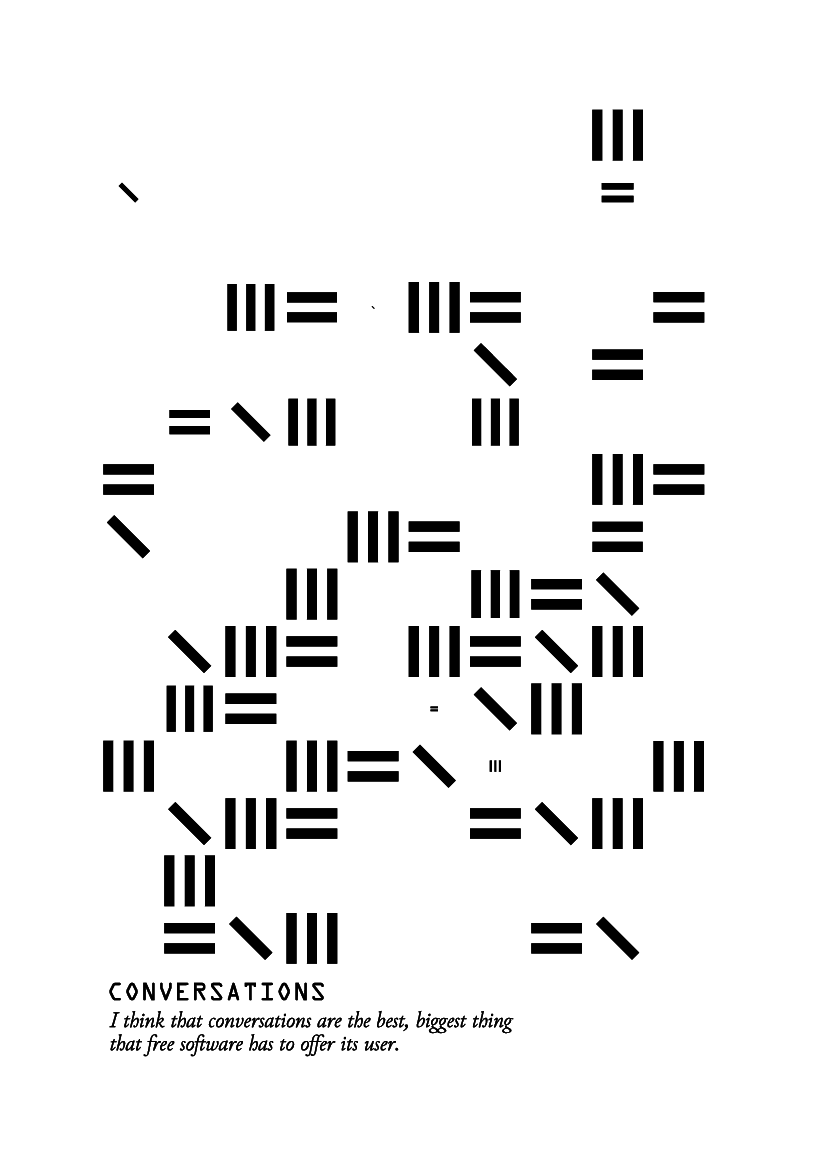 CONVERSATIONS
I think that conversations are the best, biggest thing
that free software has to offer its user.